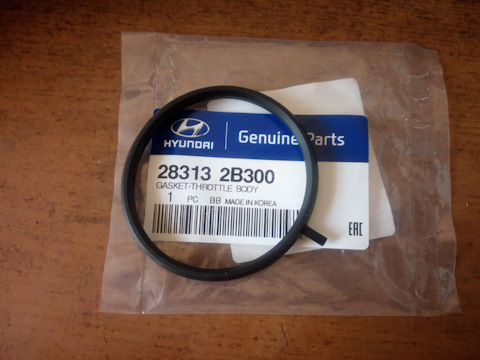 HYUNDAI
Genuine Parts
28313 2B300
GASKET-THROTTLE BODY
1 PC BB MADE IN KOREA
EAC